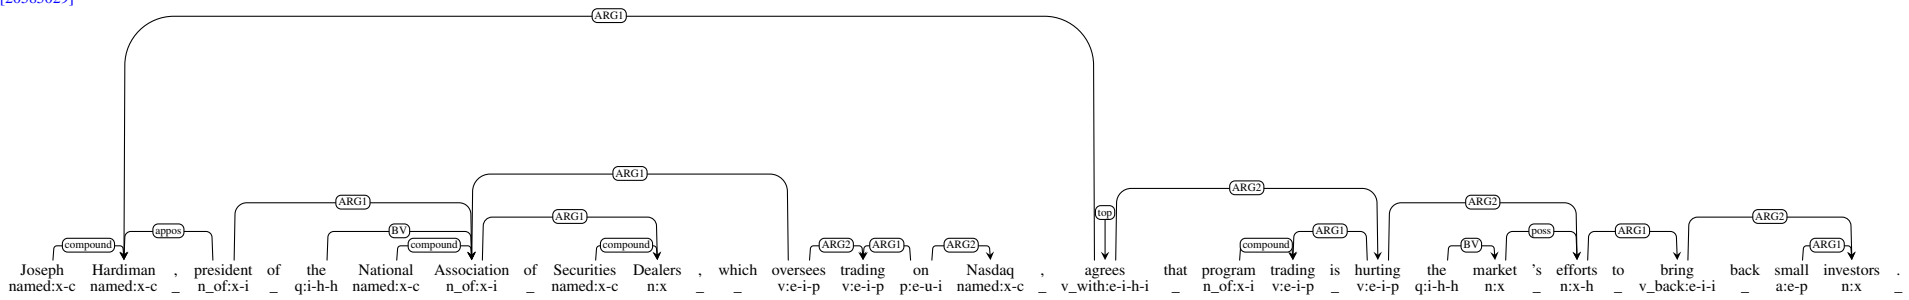 ARG1
ARG1
ARG2
ARG1
ARG2
top
ARG1
ARG2
appos
BV
ARG1
BV
poss
ARG1
compound
compound
compound
ARG2
ARG1
ARG2
compound
ARG1
Joseph Hardiman , president of the National Association of Securities Dealers , which oversees trading on Nasdaq , agrees that program trading is hurting the market 's efforts to bring back small investors .
named:x-c named:x-c _ n_of:x-i _ q:i-h-h named:x-c n_of:x-i _ named:x-c n:x _ _ v:e-i-p v:e-i-p p:e-u-i named:x-c _ v_with:e-i-h-i _ n_of:x-i v:e-i-p _ v:e-i-p q:i-h-h n:x _ n:x-h _ v_back:e-i-i _ a:e-p n:x _